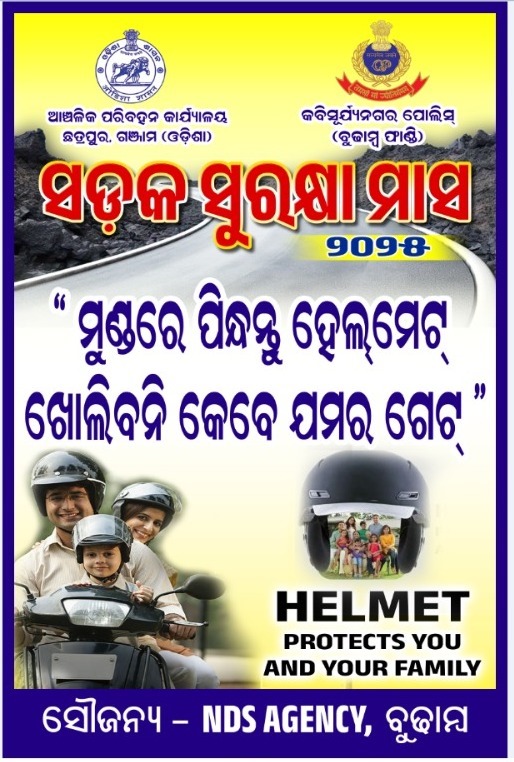 ଆଞ୍ଚଳିକ ପରିବହନ କାର୍ଯ୍ୟାଳୟ
ଛତ୍ରପୁର, ଗଞ୍ଜାମ (ଓଡ଼ିଶା)
କବିସୂର୍ଯ୍ୟନଗର ପୋଲିସ୍
(ବୁଢାମ୍ବ ଫାଣ୍ଡି)
ସଡ଼କ ସୁରକ୍ଷା ମାସ
୨୦୨୫
“ ମୁଣ୍ଡରେ ପିନ୍ଧନ୍ତୁ ହେଲ୍‌ମେଟ୍
ଖୋଲିବନି କେବେ ଯମର ଗେଟ୍ ”
HELMET
PROTECTS YOU
AND YOUR FAMILY
ସୌଜନ୍ୟ – NDS AGENCY, ବୁଢାମ୍ବ